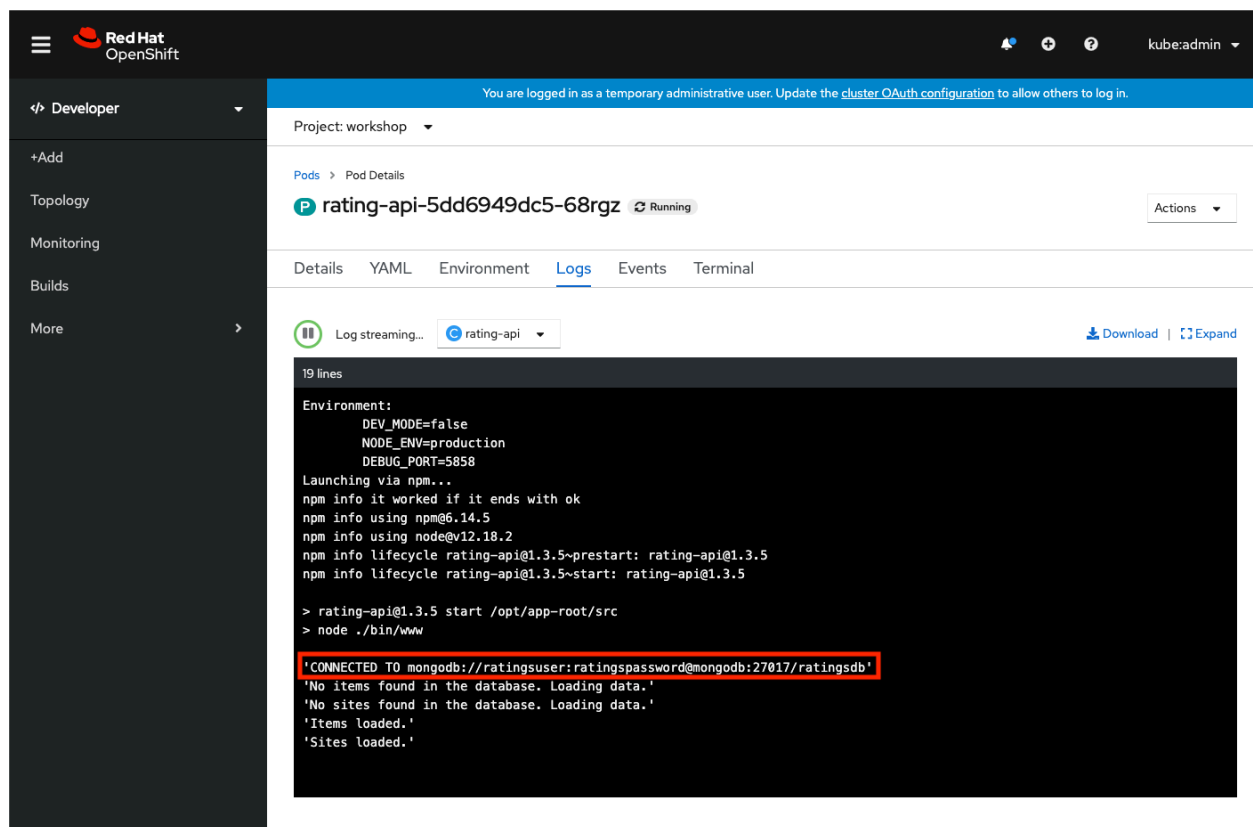 Red Hat
OpenShift
kube:admin
Developer
You are logged in as a temporary administrative user. Update the cluster OAuth configuration to allow others to log in.
Project: workshop
+Add
Topology
Monitoring
Builds
More
Pods > Pod Details
P rating-api-5dd6949dc5-68rgz Running
Actions
Details YAML Environment Logs Events Terminal
Log streaming... C rating-api
Download | Expand
19 lines
Environment:
DEV_MODE=false
NODE_ENV=production
DEBUG_PORT=5858
Launching via npm...
npm info it worked if it ends with ok
npm info using npm@6.14.5
npm info using node@v12.18.2
npm info lifecycle rating-api@1.3.5~prestart: rating-api@1.3.5
npm info lifecycle rating-api@1.3.5~start: rating-api@1.3.5
> rating-api@1.3.5 start /opt/app-root/src
> node ./bin/www
'CONNECTED TO mongodb://ratingsuser:ratingspassword@mongodb:27017/ratingsdb'
'No items found in the database. Loading data.'
'No sites found in the database. Loading data.'
'Items loaded.'
'Sites loaded.'